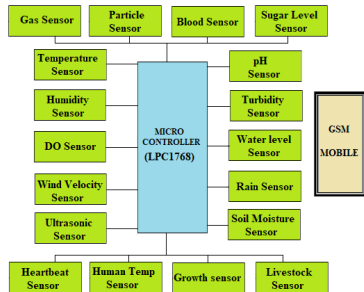 Gas Sensor
Particle
Sensor
Blood Sensor
Sugar Level
Sensor
Temperature
Sensor
Humidity
Sensor
DO Sensor
Wind Velocity
Sensor
Ultrasonic
Sensor
MICRO
CONTROLLER
(LPC1768)
pH
Sensor
Turbidity
Sensor
Water level
Sensor
Rain Sensor
Soil Moisture
Sensor
GSM
MOBILE
Heartbeat
Sensor
Human Temp
Sensor
Growth sensor
Livestock
Sensor